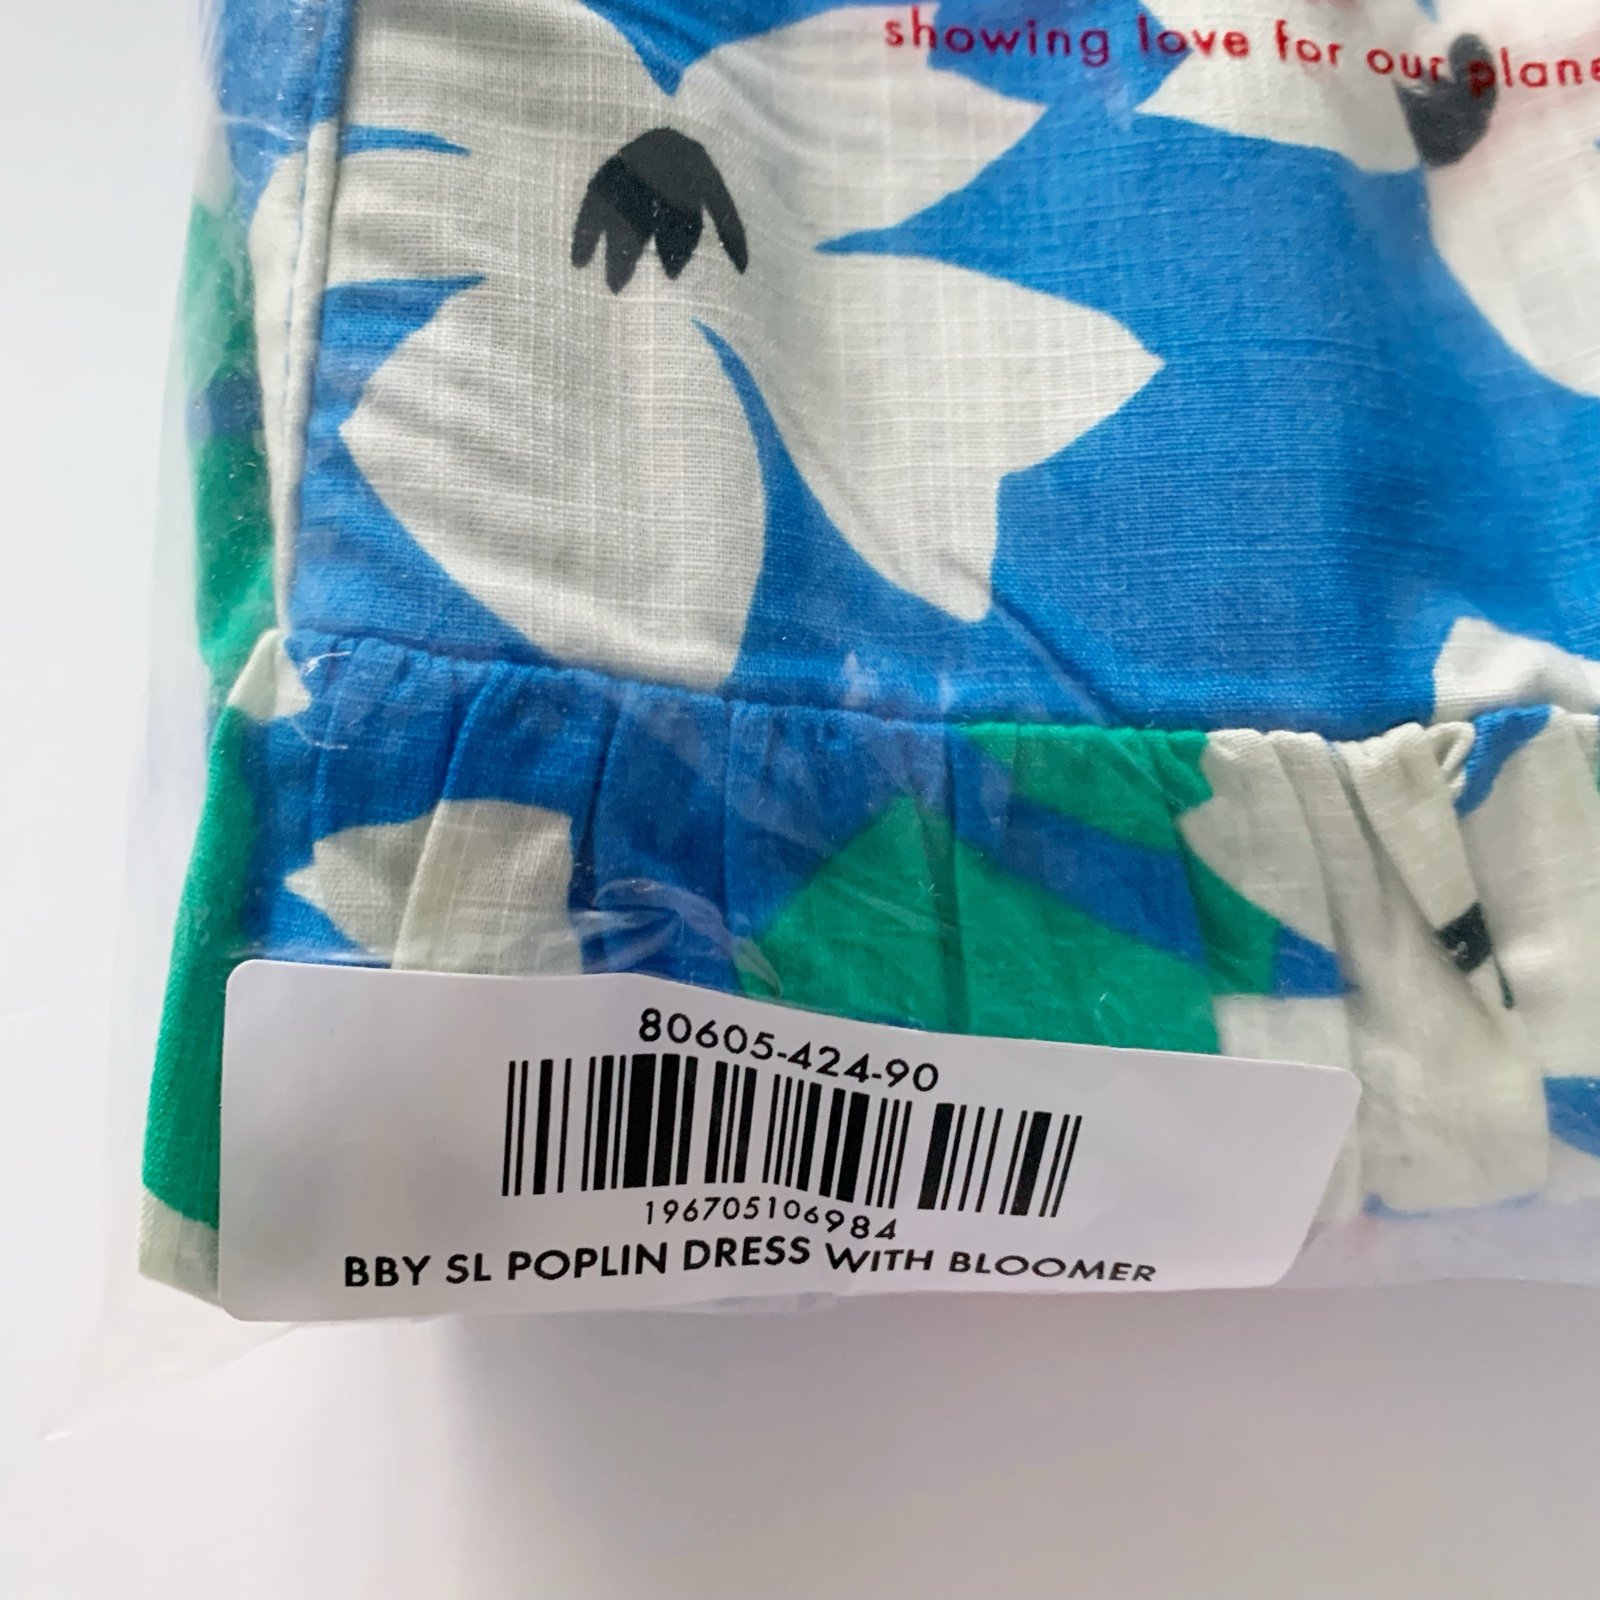 showing love for our plane
80605-424-90
196705106984
BBY SL POPLIN DRESS WITH BLOOMER